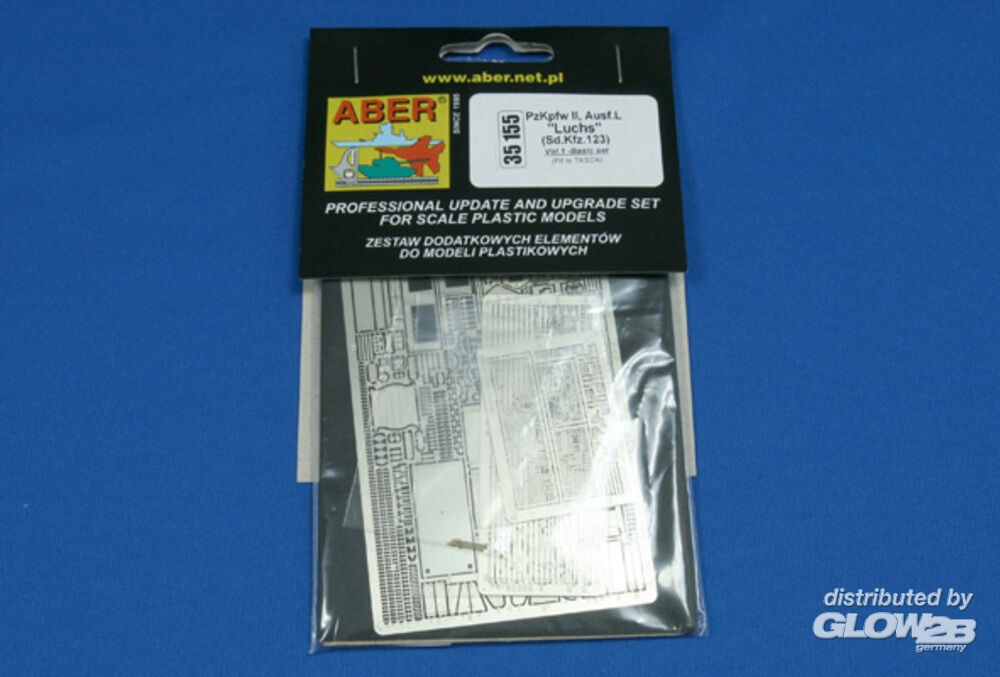 www.aber.net.pl
ABER®
SINCE 1995
35 155
PzKpfw II, Ausf.L
"Luchs"
(Sd.Kfz.123)
Vol.1 -Basic set
(Fit to TASCA)
PROFESSIONAL UPDATE AND UPGRADE SET
FOR SCALE PLASTIC MODELS
ZESTAW DODATKOWYCH ELEMENTÓW
DO MODELI PLASTIKOWYCH
distributed by
GLOW2B
germany